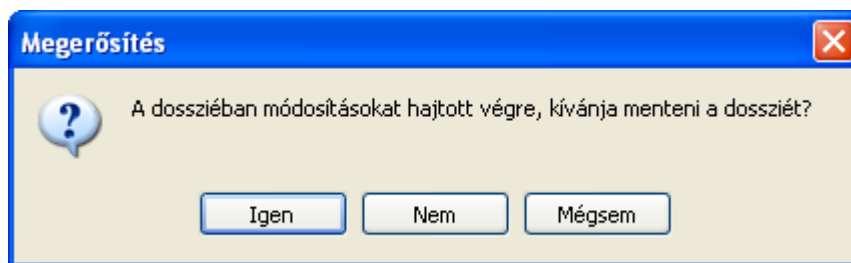 Megerősítés
A dossziéban módosításokat hajtott végre, kívánja menteni a dossziét?
Igen Nem Mégsem